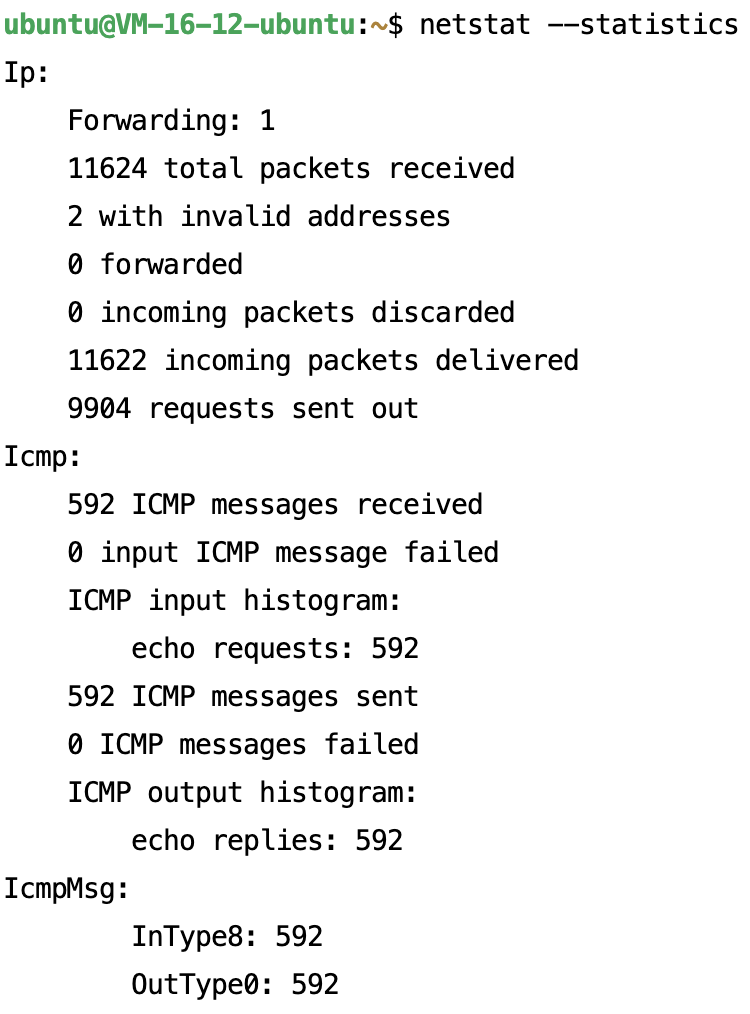 ubuntu@VM-16-12-ubuntu:~$ netstat --statistics
Ip:
    Forwarding: 1
    11624 total packets received
    2 with invalid addresses
    0 forwarded
    0 incoming packets discarded
    11622 incoming packets delivered
    9904 requests sent out
Icmp:
    592 ICMP messages received
    0 input ICMP message failed
    ICMP input histogram:
        echo requests: 592
    592 ICMP messages sent
    0 ICMP messages failed
    ICMP output histogram:
        echo replies: 592
IcmpMsg:
        InType8: 592
        OutType0: 592